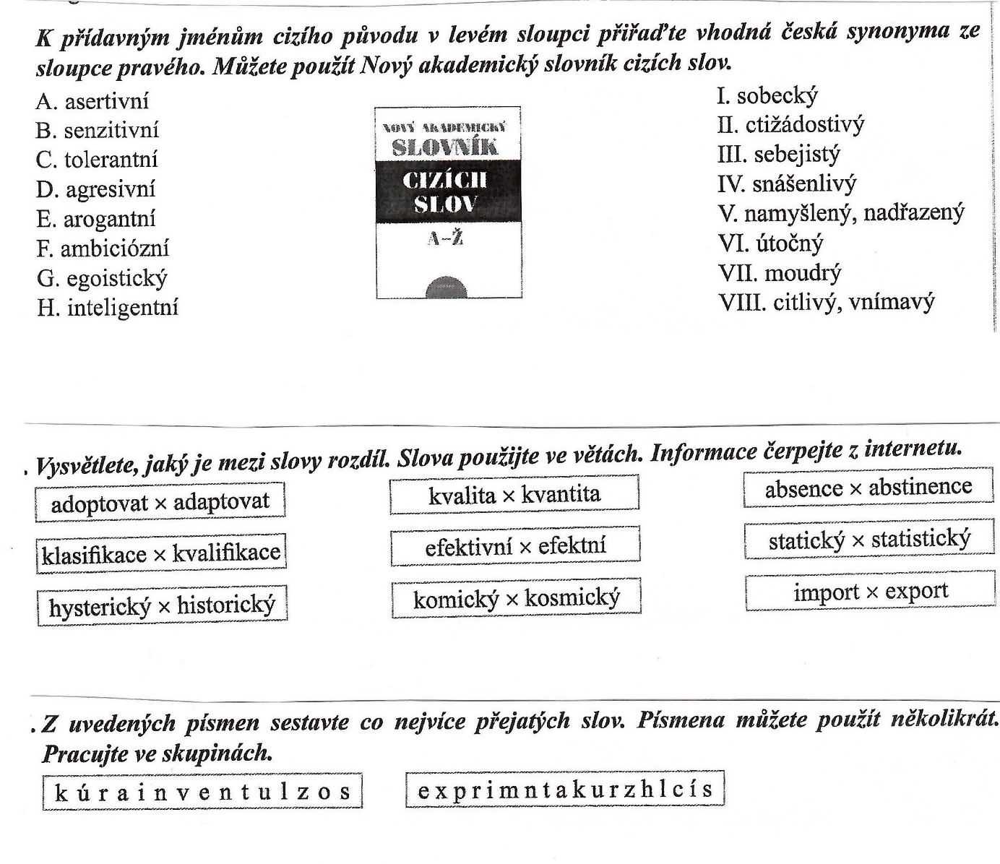 K přídavným jménům cizího původu v levém sloupci přiřaďte vhodná česká synonyma ze
sloupce pravého. Můžete použít Nový akademický slovník cizích slov.
A. asertivní
B. senzitivní
C. tolerantní
D. agresivní
E. arogantní
F. ambiciózní
G. egoistický
H. inteligentní
NOVÝ AKADEMICKÝ
SLOVNÍK
CIZÍCH
SLOV
A-Ž
I. sobecký
II. ctižádostivý
III. sebejistý
IV. snášenlivý
V. namyšlený, nadřazený
VI. útočný
VII. moudrý
VIII. citlivý, vnímavý
. Vysvětlete, jaký je mezi slovy rozdíl. Slova použijte ve větách. Informace čerpejte z internetu.
adoptovat × adaptovat
kvalita × kvantita
absence × abstinence
klasifikace × kvalifikace
efektivní × efektní
statický × statistický
hysterický × historický
komický × kosmický
import × export
. Z uvedených písmen sestavte co nejvíce přejatých slov. Písmena můžete použít několikrát.
Pracujte ve skupinách.
k ú r a i n v e n t u l z o s
e x p r i m n t a k u r z h l c í s